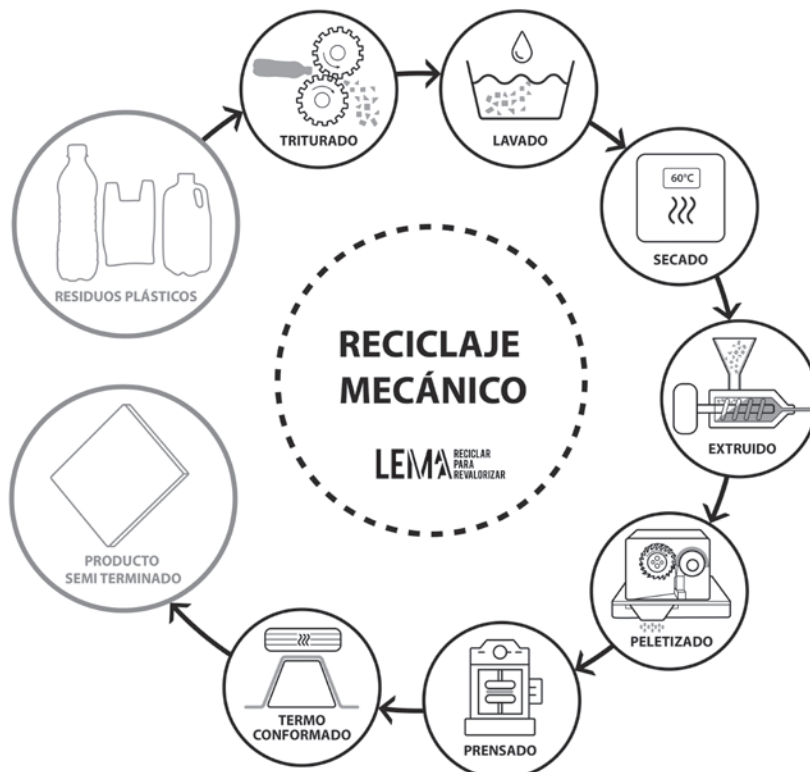 TRITURADO
LAVADO
60°C
SECADO
RESIDUOS PLÁSTICOS
RECICLAJE
MECÁNICO
LEMA RECICLAR
PARA
REVALORIZAR
EXTRUIDO
PELETIZADO
PRENSADO
TERMO
CONFORMADO
PRODUCTO
SEMI TERMINADO